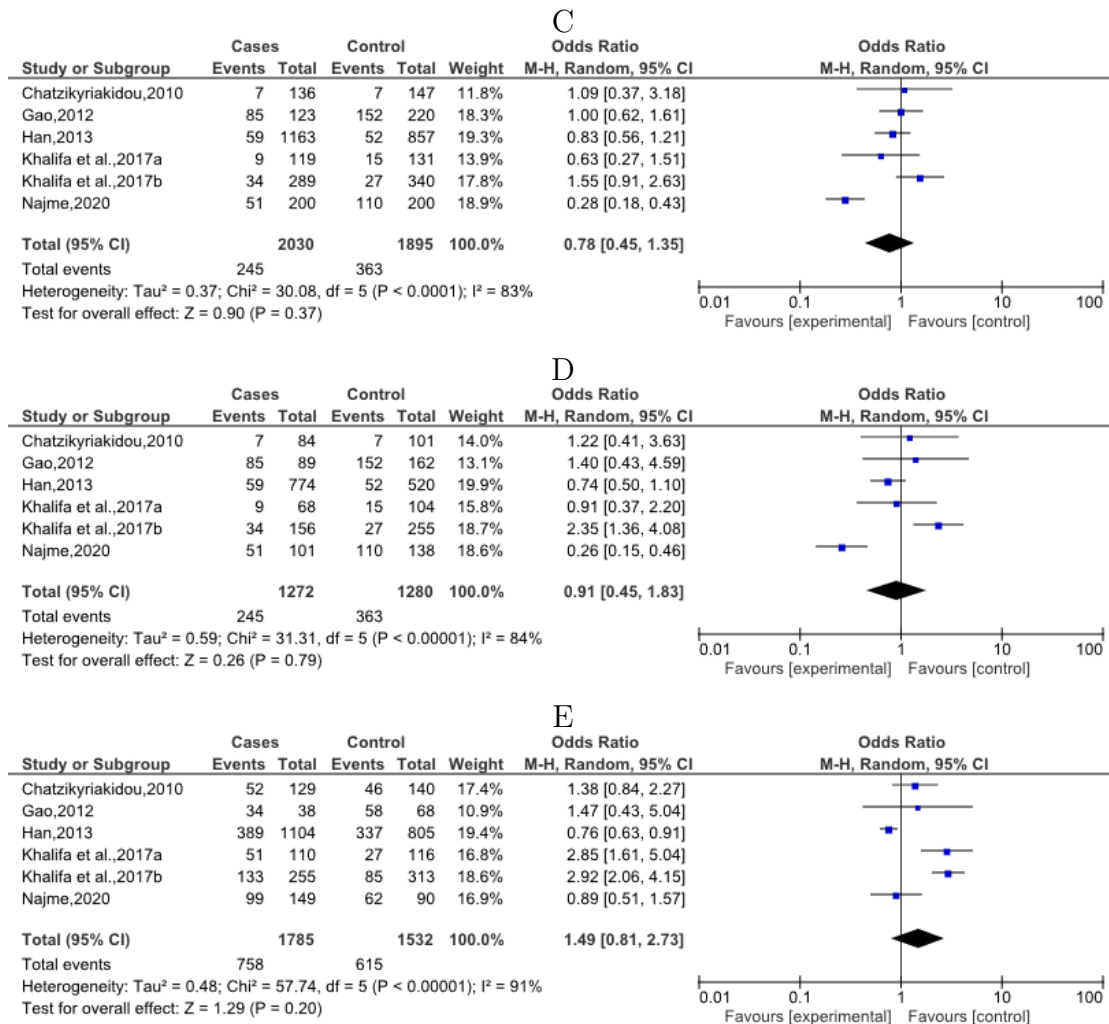 C
Cases Control Odds Ratio Odds Ratio
Study or Subgroup Events Total Events Total Weight M-H, Random, 95% CI M-H, Random, 95% CI
Chatzikyriakidou,2010 7 136 7 147 11.8% 1.09 [0.37, 3.18]
Gao,2012 85 123 152 220 18.3% 1.00 [0.62, 1.61]
Han,2013 59 1163 52 857 19.3% 0.83 [0.56, 1.21]
Khalifa et al.,2017a 9 119 15 131 13.9% 0.63 [0.27, 1.51]
Khalifa et al.,2017b 34 289 27 340 17.8% 1.55 [0.91, 2.63]
Najme,2020 51 200 110 200 18.9% 0.28 [0.18, 0.43]
Total (95% CI) 2030 1895 100.0% 0.78 [0.45, 1.35]
Total events 245 363
Heterogeneity: Tau² = 0.37; Chi² = 30.08, df = 5 (P < 0.0001); I² = 83%
Test for overall effect: Z = 0.90 (P = 0.37)
0.01 0.1 1 10 100
Favours [experimental] Favours [control]
D
Cases Control Odds Ratio Odds Ratio
Study or Subgroup Events Total Events Total Weight M-H, Random, 95% CI M-H, Random, 95% CI
Chatzikyriakidou,2010 7 84 7 101 14.0% 1.22 [0.41, 3.63]
Gao,2012 85 89 152 162 13.1% 1.40 [0.43, 4.59]
Han,2013 59 774 52 520 19.9% 0.74 [0.50, 1.10]
Khalifa et al.,2017a 9 68 15 104 15.8% 0.91 [0.37, 2.20]
Khalifa et al.,2017b 34 156 27 255 18.7% 2.35 [1.36, 4.08]
Najme,2020 51 101 110 138 18.6% 0.26 [0.15, 0.46]
Total (95% CI) 1272 1280 100.0% 0.91 [0.45, 1.83]
Total events 245 363
Heterogeneity: Tau² = 0.59; Chi² = 31.31, df = 5 (P < 0.00001); I² = 84%
Test for overall effect: Z = 0.26 (P = 0.79)
0.01 0.1 1 10 100
Favours [experimental] Favours [control]
E
Cases Control Odds Ratio Odds Ratio
Study or Subgroup Events Total Events Total Weight M-H, Random, 95% CI M-H, Random, 95% CI
Chatzikyriakidou,2010 52 129 46 140 17.4% 1.38 [0.84, 2.27]
Gao,2012 34 38 58 68 10.9% 1.47 [0.43, 5.04]
Han,2013 389 1104 337 805 19.4% 0.76 [0.63, 0.91]
Khalifa et al.,2017a 51 110 27 116 16.8% 2.85 [1.61, 5.04]
Khalifa et al.,2017b 133 255 85 313 18.6% 2.92 [2.06, 4.15]
Najme,2020 99 149 62 90 16.9% 0.89 [0.51, 1.57]
Total (95% CI) 1785 1532 100.0% 1.49 [0.81, 2.73]
Total events 758 615
Heterogeneity: Tau² = 0.48; Chi² = 57.74, df = 5 (P < 0.00001); I² = 91%
Test for overall effect: Z = 1.29 (P = 0.20)
0.01 0.1 1 10 100
Favours [experimental] Favours [control]